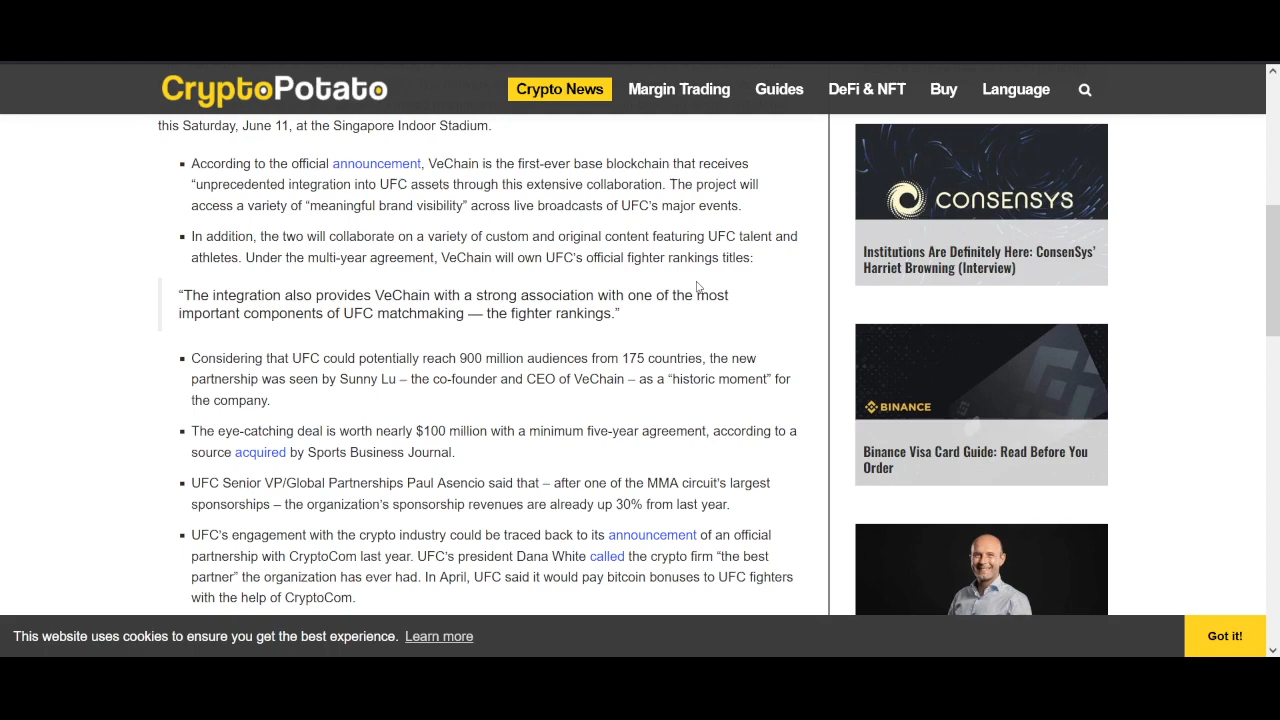 CryptoPotato
Crypto News
Margin Trading
Guides
DeFi & NFT
Buy
Language
this Saturday, June 11, at the Singapore Indoor Stadium.
▪ According to the official announcement, VeChain is the first-ever base blockchain that receives
“unprecedented integration into UFC assets through this extensive collaboration. The project will
access a variety of “meaningful brand visibility” across live broadcasts of UFC’s major events.
▪ In addition, the two will collaborate on a variety of custom and original content featuring UFC talent and
athletes. Under the multi-year agreement, VeChain will own UFC’s official fighter rankings titles:
“The integration also provides VeChain with a strong association with one of the most
important components of UFC matchmaking — the fighter rankings.”
▪ Considering that UFC could potentially reach 900 million audiences from 175 countries, the new
partnership was seen by Sunny Lu – the co-founder and CEO of VeChain – as a “historic moment” for
the company.
▪ The eye-catching deal is worth nearly $100 million with a minimum five-year agreement, according to a
source acquired by Sports Business Journal.
▪ UFC Senior VP/Global Partnerships Paul Asencio said that – after one of the MMA circuit’s largest
sponsorships – the organization’s sponsorship revenues are already up 30% from last year.
▪ UFC’s engagement with the crypto industry could be traced back to its announcement of an official
partnership with CryptoCom last year. UFC’s president Dana White called the crypto firm “the best
partner” the organization has ever had. In April, UFC said it would pay bitcoin bonuses to UFC fighters
with the help of CryptoCom.
CONSENSYS
Institutions Are Definitely Here: ConsenSys’
Harriet Browning (Interview)
BINANCE
Binance Visa Card Guide: Read Before You
Order
This website uses cookies to ensure you get the best experience. Learn more
Got it!